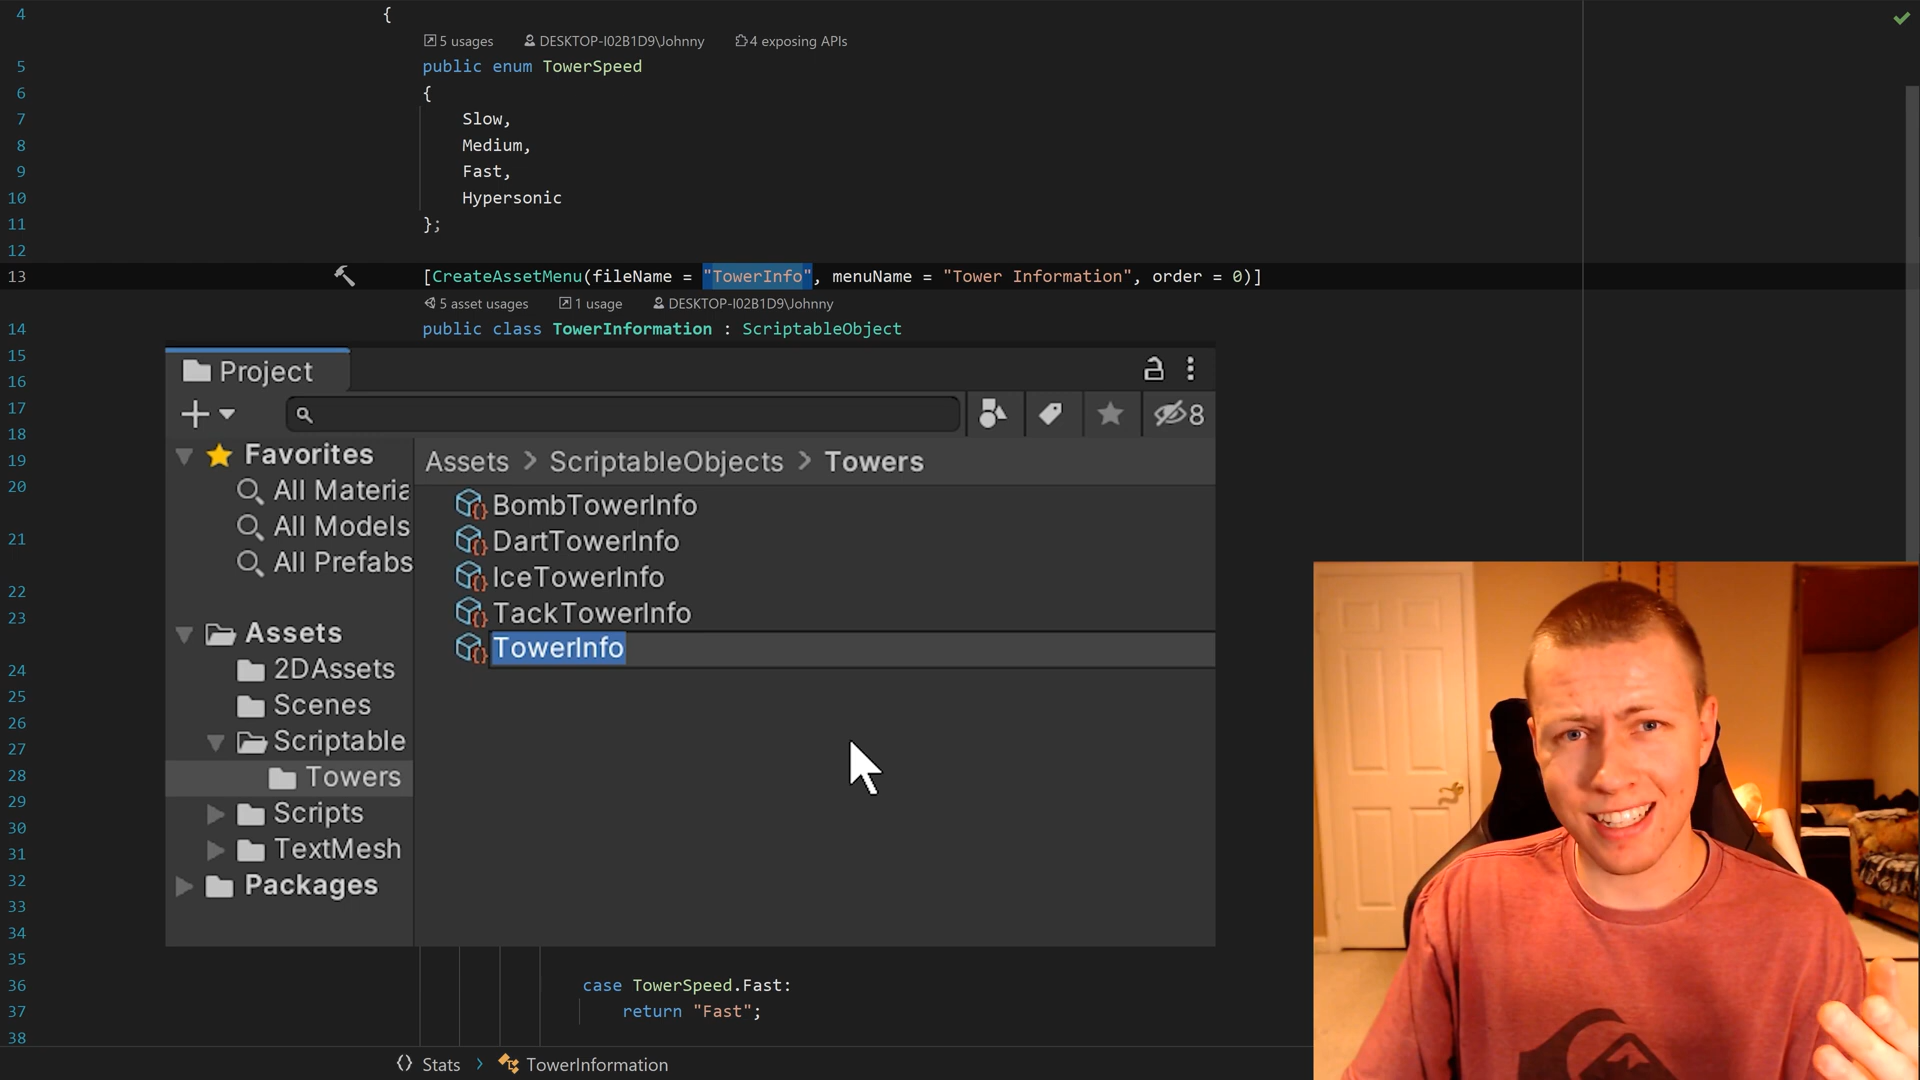 4 {
5 usages DESKTOP-I02B1D9\Johnny 4 exposing APIs
5 public enum TowerSpeed
6 {
7 Slow,
8 Medium,
9 Fast,
10 Hypersonic
11 };
12
13 [CreateAssetMenu(fileName = "TowerInfo", menuName = "Tower Information", order = 0)]
5 asset usages 1 usage DESKTOP-I02B1D9\Johnny
14 public class TowerInformation : ScriptableObject
15
16
17
18
19
20
21
22
23
24
25
26
27
28
29
30
31
32
33
34
35
Project
8
Favorites
All Materia
All Models
All Prefabs
Assets
2DAssets
Scenes
Scriptable
Towers
Scripts
TextMesh
Packages
Assets > ScriptableObjects > Towers
BombTowerInfo
DartTowerInfo
IceTowerInfo
TackTowerInfo
TowerInfo
36 case TowerSpeed.Fast:
37 return "Fast";
38
Stats > TowerInformation